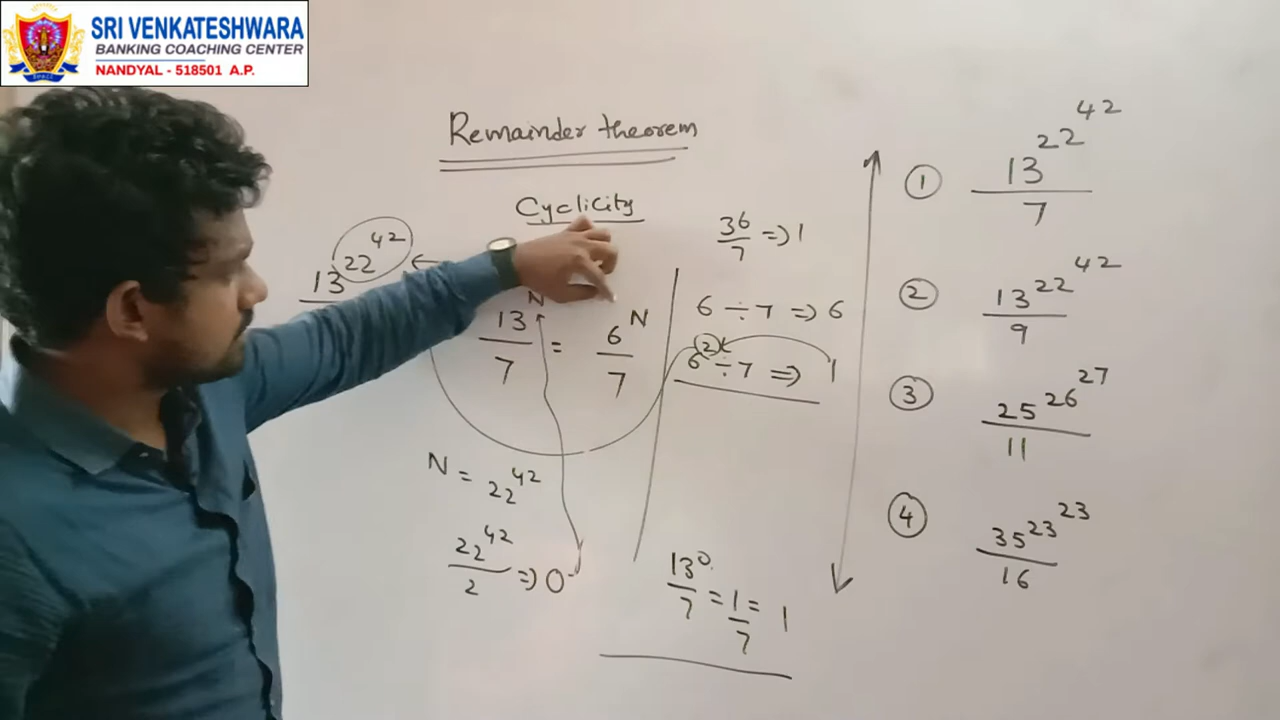 SRI VENKATESHWARA
BANKING COACHING CENTER
NANDYAL - 518501 A.P.
Remainder theorem
Cyclicity
13^22^42
13^N/7 = 6^N/7
N = 22^42
22^42/2 => 0
36/7 => 1
6 ÷ 7 => 6
6^2 ÷ 7 => 1
13^0/7 = 1/7 = 1
① 13^22^42/7
② 13^22^42/9
③ 25^26^27/11
④ 35^23^23/16